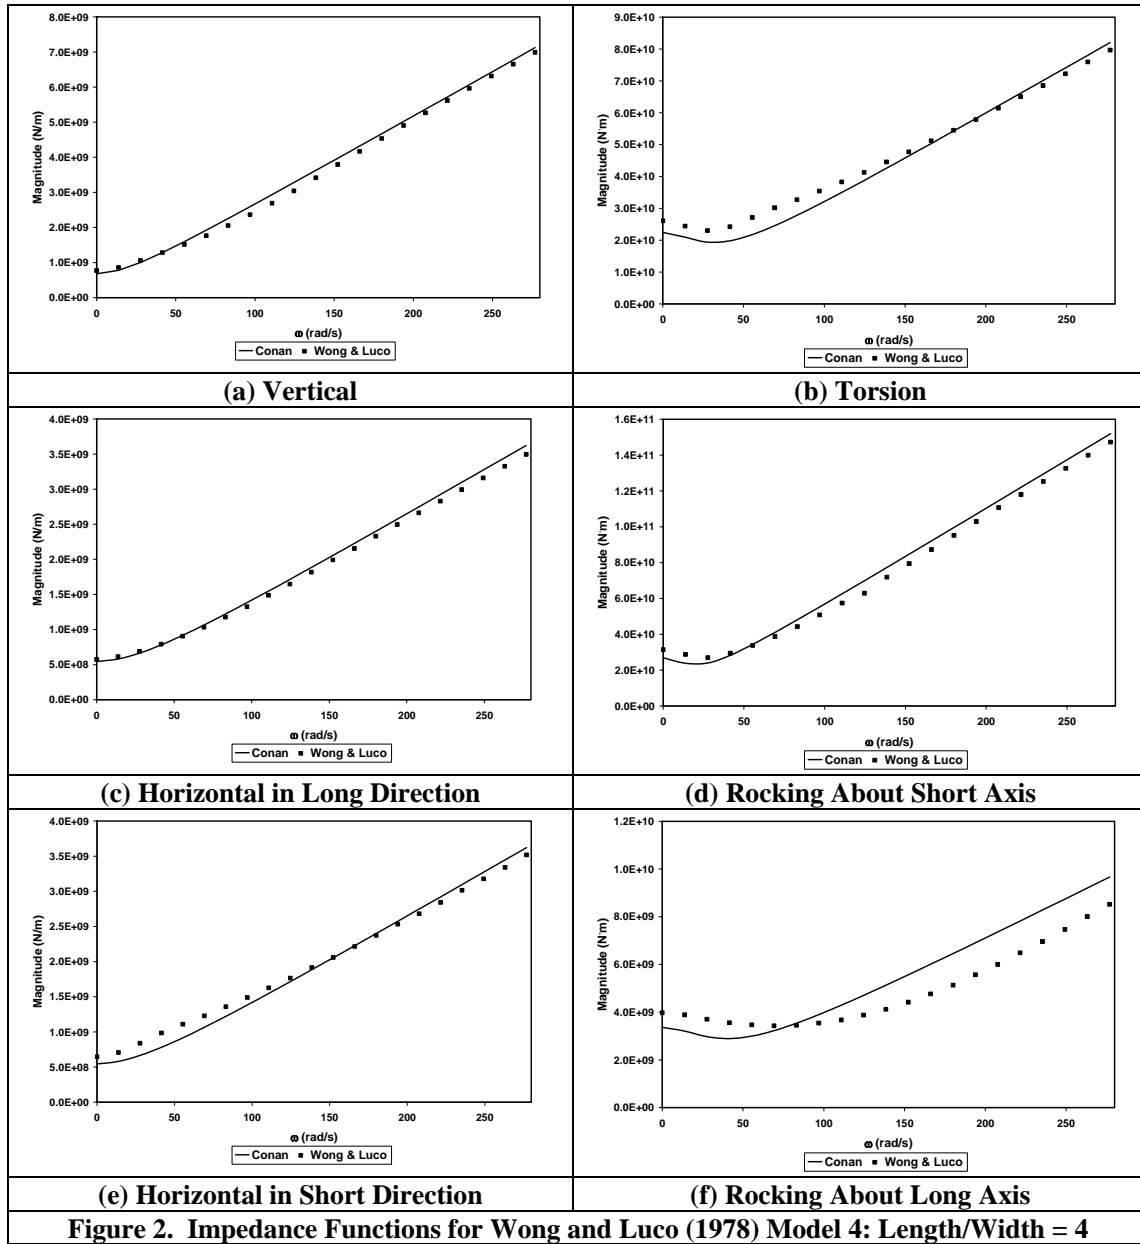 8.0E+09
7.0E+09
6.0E+09
5.0E+09
4.0E+09
3.0E+09
2.0E+09
1.0E+09
0.0E+00
Magnitude (N/m)
0 50 100 150 200 250
ω (rad/s)
Conan Wong & Luco
(a) Vertical
9.0E+10
8.0E+10
7.0E+10
6.0E+10
5.0E+10
4.0E+10
3.0E+10
2.0E+10
1.0E+10
0.0E+00
Magnitude (N·m)
0 50 100 150 200 250
ω (rad/s)
Conan Wong & Luco
(b) Torsion
4.0E+09
3.5E+09
3.0E+09
2.5E+09
2.0E+09
1.5E+09
1.0E+09
5.0E+08
0.0E+00
Magnitude (N/m)
0 50 100 150 200 250
ω (rad/s)
Conan Wong & Luco
(c) Horizontal in Long Direction
1.6E+11
1.4E+11
1.2E+11
1.0E+11
8.0E+10
6.0E+10
4.0E+10
2.0E+10
0.0E+00
Magnitude (N·m)
0 50 100 150 200 250
ω (rad/s)
Conan Wong & Luco
(d) Rocking About Short Axis
4.0E+09
3.5E+09
3.0E+09
2.5E+09
2.0E+09
1.5E+09
1.0E+09
5.0E+08
0.0E+00
Magnitude (N/m)
0 50 100 150 200 250
ω (rad/s)
Conan Wong & Luco
(e) Horizontal in Short Direction
1.2E+10
1.0E+10
8.0E+09
6.0E+09
4.0E+09
2.0E+09
0.0E+00
Magnitude (N·m)
0 50 100 150 200 250
ω (rad/s)
Conan Wong & Luco
(f) Rocking About Long Axis
Figure 2. Impedance Functions for Wong and Luco (1978) Model 4: Length/Width = 4